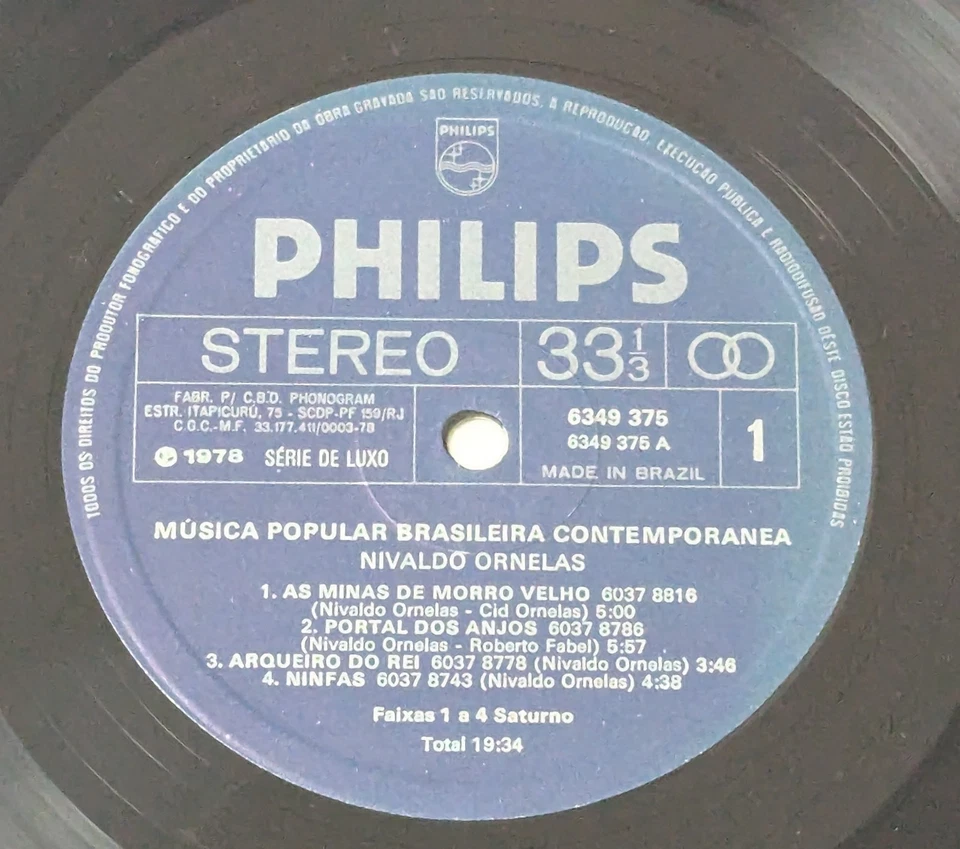 TODOS OS DIREITOS DO PRODUTOR FONOGRÁFICO E DO PROPRIETÁRIO DA OBRA GRAVADA SÃO RESERVADOS. A REPRODUÇÃO, EXECUÇÃO PÚBLICA E RADIODIFUSÃO DESTE DISCO ESTÃO PROIBIDAS
PHILIPS
PHILIPS
STEREO 33 1/3
FABR. P/ C.B.D. PHONOGRAM
ESTR. ITAPICURÚ, 75 - SCDP-PF 159/RJ
C.G.C.-M.F. 33.177.411/0003-78
℗ 1978 SÉRIE DE LUXO
6349 375
6349 375 A
MADE IN BRAZIL
1
MÚSICA POPULAR BRASILEIRA CONTEMPORANEA
NIVALDO ORNELAS
1. AS MINAS DE MORRO VELHO 6037 8816
(Nivaldo Ornelas - Cid Ornelas) 5:00
2. PORTAL DOS ANJOS 6037 8786
(Nivaldo Ornelas - Roberto Fabel) 5:57
3. ARQUEIRO DO REI 6037 8778 (Nivaldo Ornelas) 3:46
4. NINFAS 6037 8743 (Nivaldo Ornelas) 4:38
Faixas 1 a 4 Saturno
Total 19:34